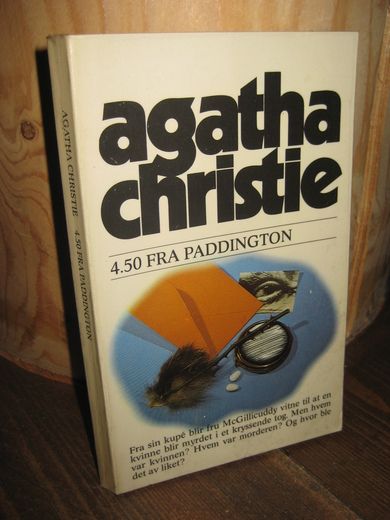 agatha
christie
4.50 FRA PADDINGTON
Fra sin kupé blir fru McGillicuddy vitne til at en
kvinne blir myrdet i et kryssende tog. Men hvem
var kvinnen? Hvem var morderen? Og hvor ble
det av liket?
AGATHA CHRISTIE 4.50 FRA PADDINGTON